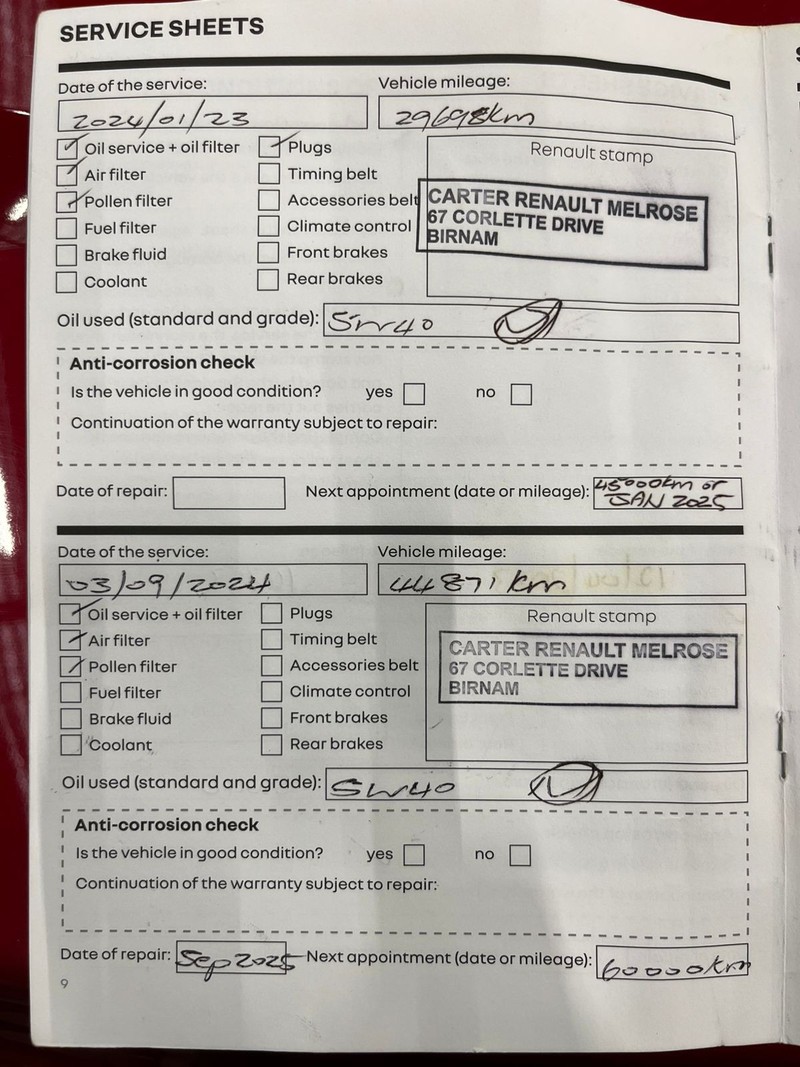 SERVICE SHEETS
Date of the service: Vehicle mileage:
2024/01/23 29698km
Oil service + oil filter Plugs
Renault stamp
Air filter Timing belt
Pollen filter Accessories belt
CARTER RENAULT MELROSE
67 CORLETTE DRIVE
BIRNAM
Fuel filter Climate control
Brake fluid Front brakes
Coolant Rear brakes
Oil used (standard and grade): 5w40
Anti-corrosion check
Is the vehicle in good condition? yes no
Continuation of the warranty subject to repair:
Date of repair: Next appointment (date or mileage): 45000km or
JAN 2025
Date of the service: Vehicle mileage:
03/09/2024 44871 km
Oil service + oil filter Plugs
Renault stamp
Air filter Timing belt
Pollen filter Accessories belt
CARTER RENAULT MELROSE
67 CORLETTE DRIVE
BIRNAM
Fuel filter Climate control
Brake fluid Front brakes
Coolant Rear brakes
Oil used (standard and grade): 5W40
Anti-corrosion check
Is the vehicle in good condition? yes no
Continuation of the warranty subject to repair:
Date of repair: Sep 2025 Next appointment (date or mileage): 60000km
9